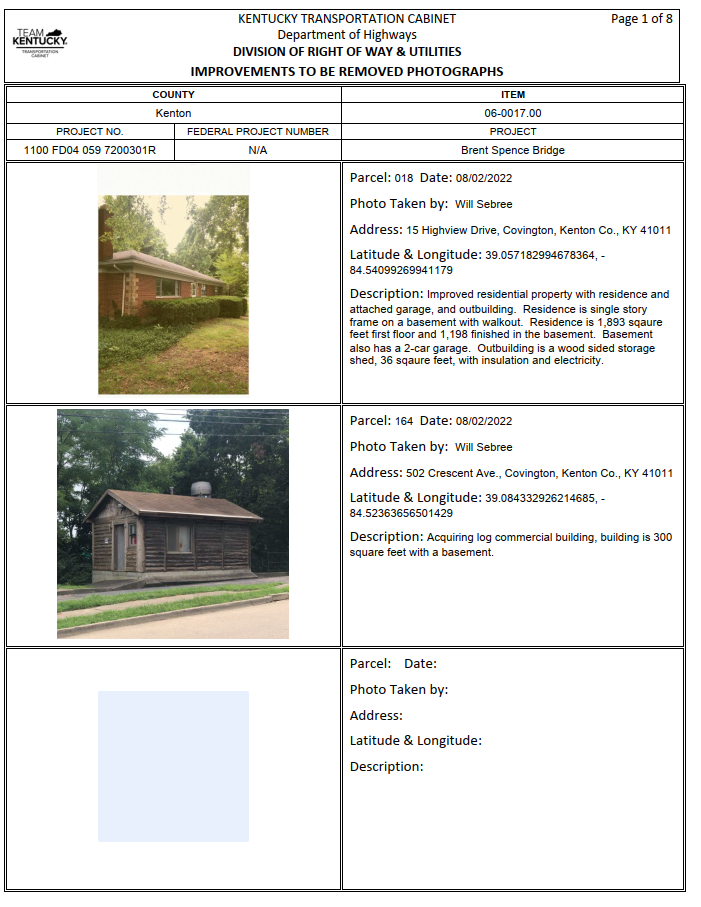 TEAM
KENTUCKY
TRANSPORTATION
CABINET
KENTUCKY TRANSPORTATION CABINET
Department of Highways
DIVISION OF RIGHT OF WAY & UTILITIES
IMPROVEMENTS TO BE REMOVED PHOTOGRAPHS
Page 1 of 8
COUNTY
ITEM
Kenton
06-0017.00
PROJECT NO.
FEDERAL PROJECT NUMBER
PROJECT
1100 FD04 059 7200301R
N/A
Brent Spence Bridge
Parcel: 018 Date: 08/02/2022
Photo Taken by: Will Sebree
Address: 15 Highview Drive, Covington, Kenton Co., KY 41011
Latitude & Longitude: 39.057182994678364, -
84.54099269941179
Description: Improved residential property with residence and
attached garage, and outbuilding. Residence is single story
frame on a basement with walkout. Residence is 1,893 sqaure
feet first floor and 1,198 finished in the basement. Basement
also has a 2-car garage. Outbuilding is a wood sided storage
shed, 36 sqaure feet, with insulation and electricity.
Parcel: 164 Date: 08/02/2022
Photo Taken by: Will Sebree
Address: 502 Crescent Ave., Covington, Kenton Co., KY 41011
Latitude & Longitude: 39.084332926214685, -
84.52363656501429
Description: Acquiring log commercial building, building is 300
square feet with a basement.
Parcel: Date:
Photo Taken by:
Address:
Latitude & Longitude:
Description: